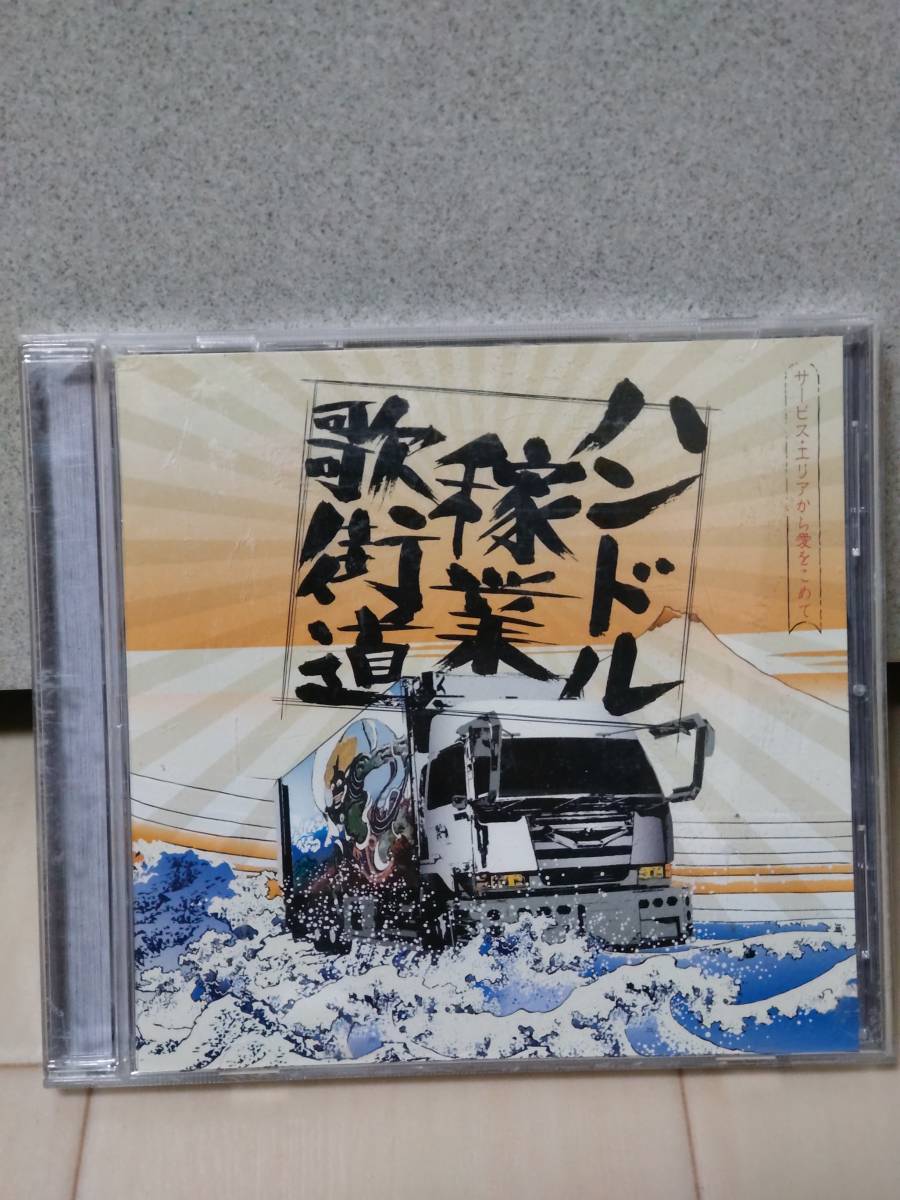 サービス・エリアから愛をこめて
ハンドル
稼業
歌街道